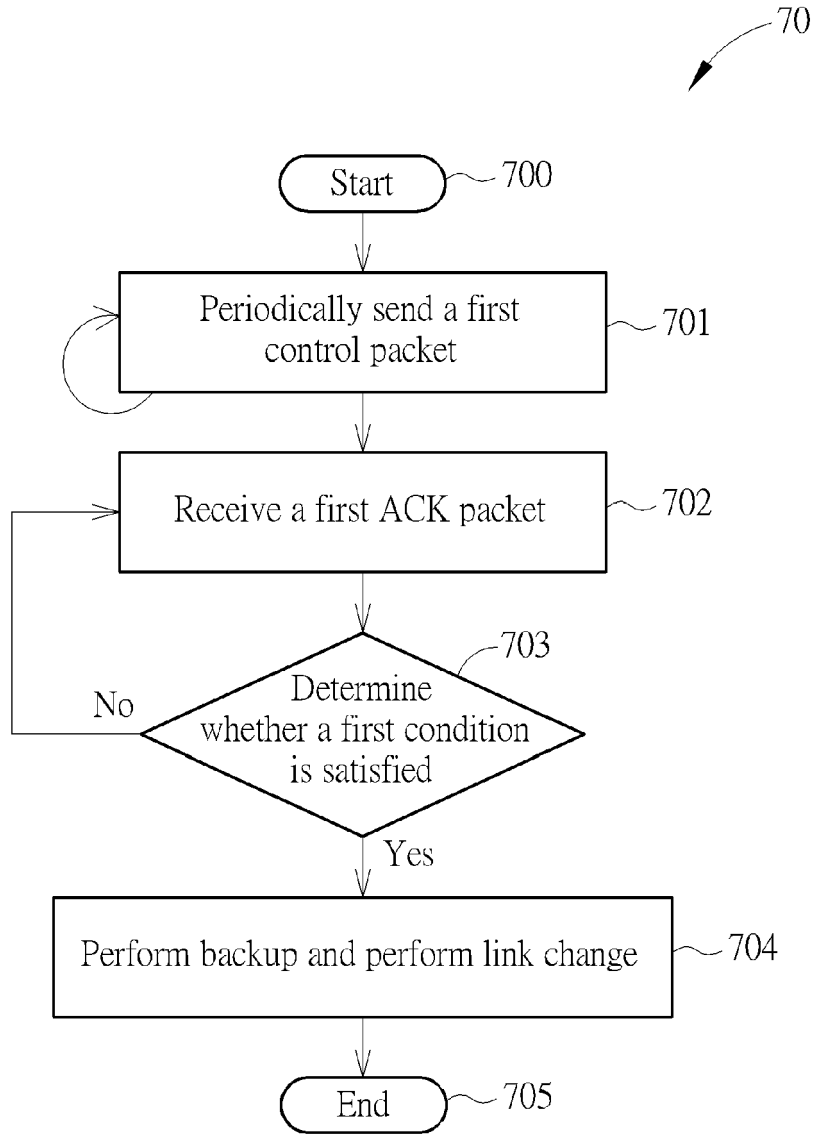 70
Start
700
Periodically send a first
control packet
701
Receive a first ACK packet
702
703
Determine
whether a first condition
is satisfied
No
Yes
Perform backup and perform link change
704
End
705